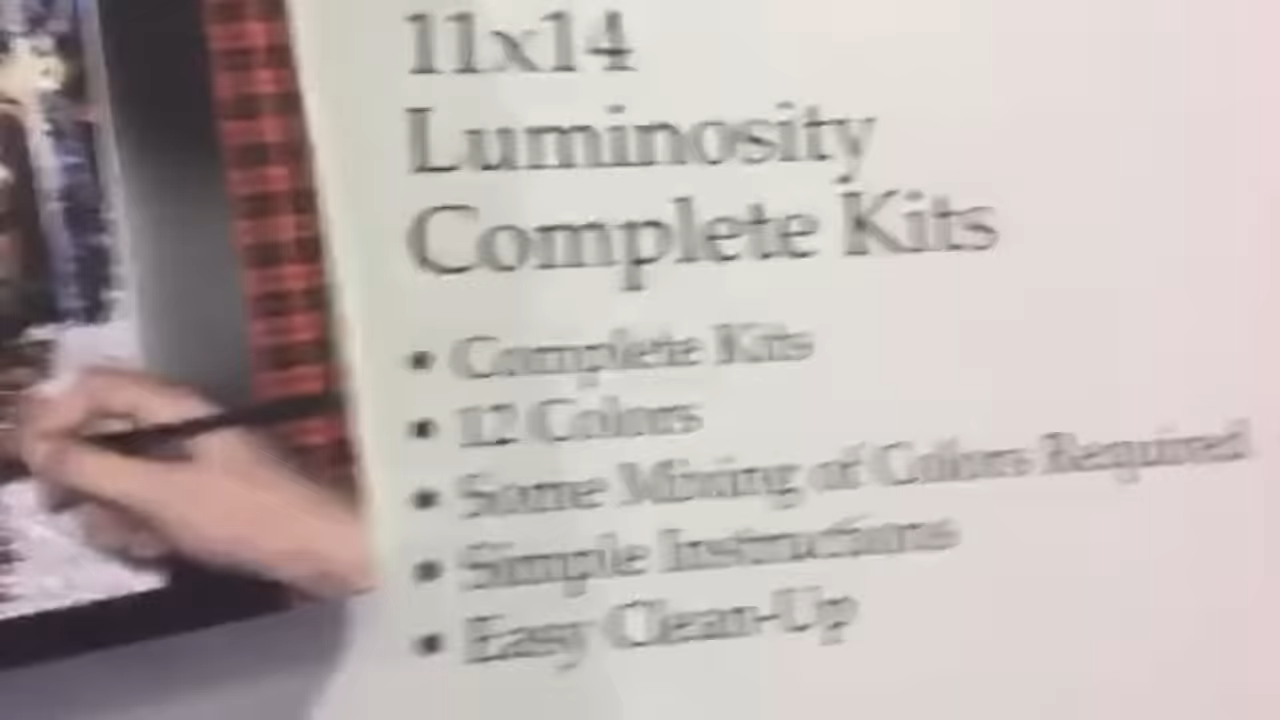 11x14
Luminosity
Complete Kits
• Complete Kits
• 12 Colors
• Some Mixing of Colors Required
• Simple Instructions
• Easy Clean-Up